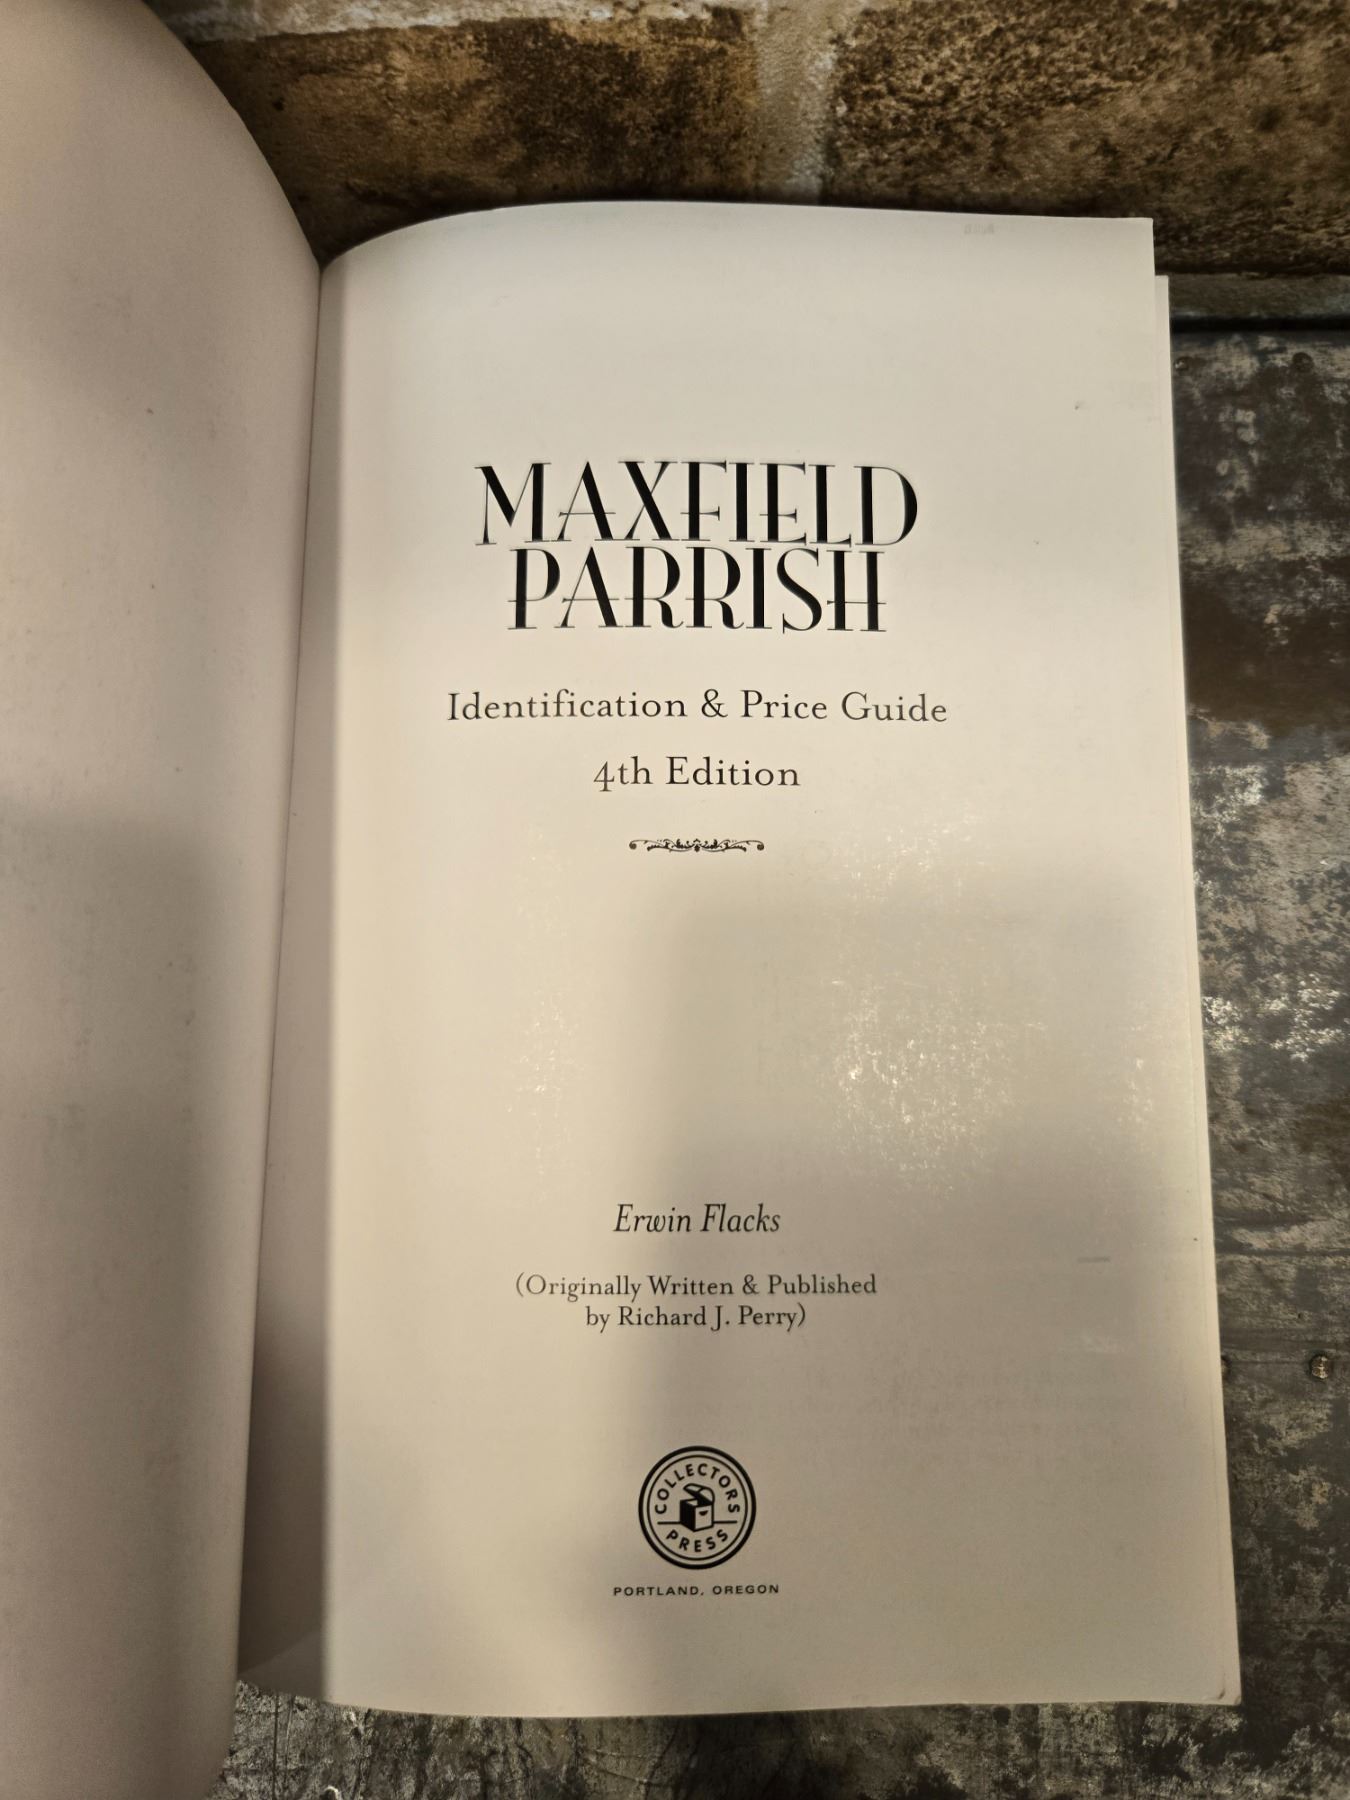 MAXFIELD
PARRISH
Identification & Price Guide
4th Edition
Erwin Flacks
(Originally Written & Published
by Richard J. Perry)
COLLECTORS
PRESS
PORTLAND, OREGON